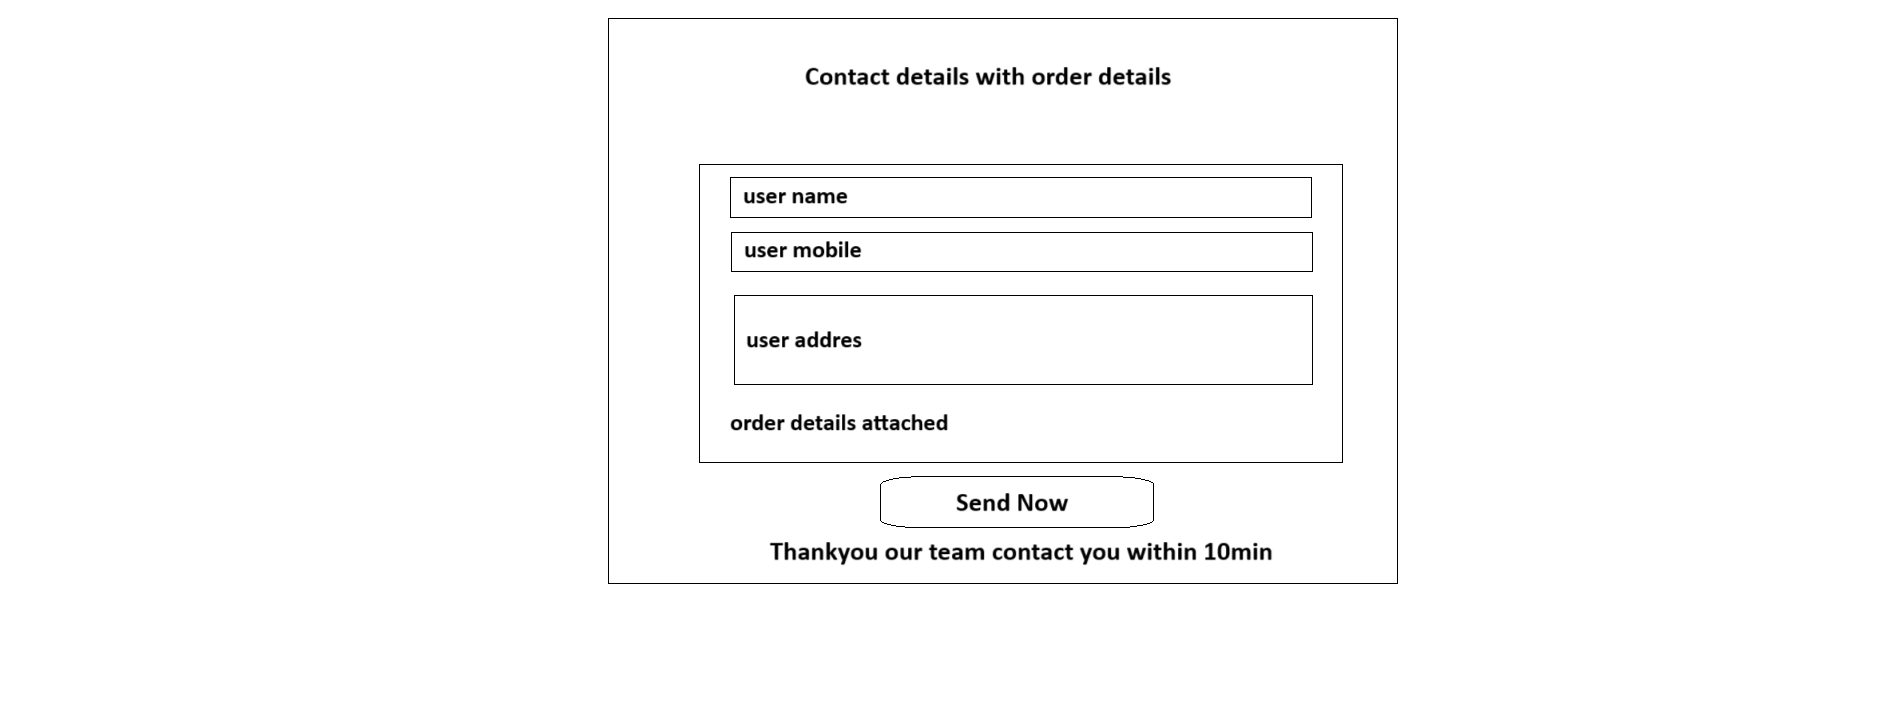 Contact details with order details
user name
user mobile
user addres
order details attached
Send Now
Thankyou our team contact you within 10min